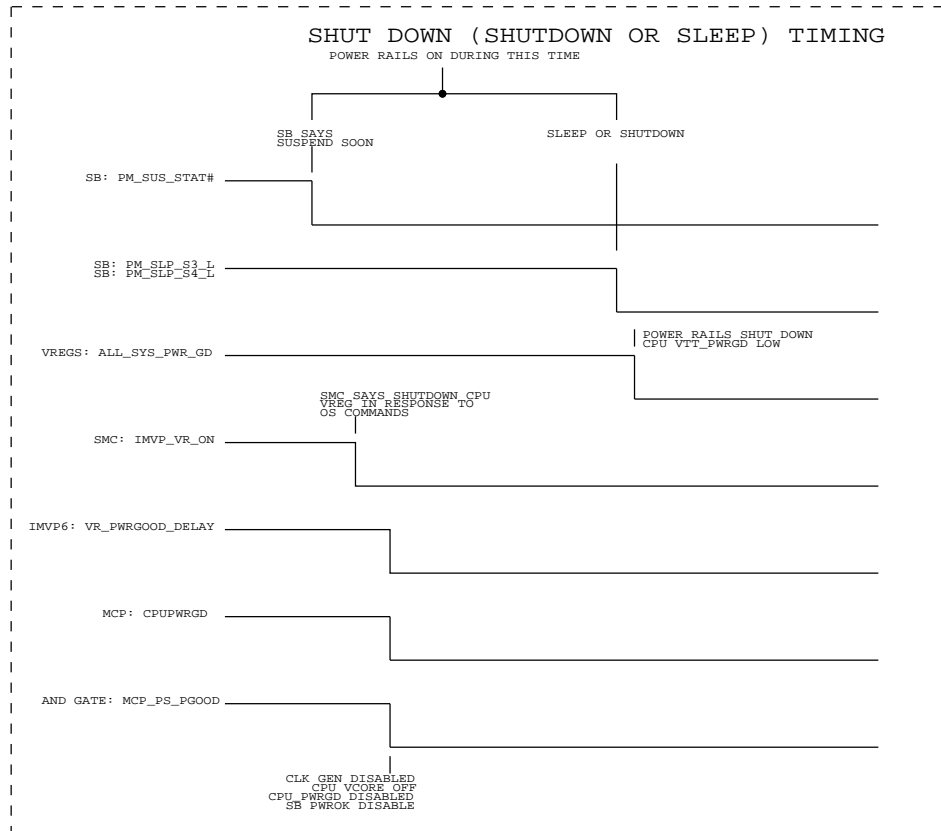 SHUT DOWN (SHUTDOWN OR SLEEP) TIMING
POWER RAILS ON DURING THIS TIME
SB SAYS
SUSPEND SOON
SLEEP OR SHUTDOWN
SB: PM_SUS_STAT#
SB: PM_SLP_S3_L
SB: PM_SLP_S4_L
POWER RAILS SHUT DOWN
CPU VTT_PWRGD LOW
VREGS: ALL_SYS_PWR_GD
SMC SAYS SHUTDOWN CPU
VREG IN RESPONSE TO
OS COMMANDS
SMC: IMVP_VR_ON
IMVP6: VR_PWRGOOD_DELAY
MCP: CPUPWRGD
AND GATE: MCP_PS_PGOOD
CLK GEN DISABLED
CPU VCORE OFF
CPU_PWRGD DISABLED
SB PWROK DISABLE